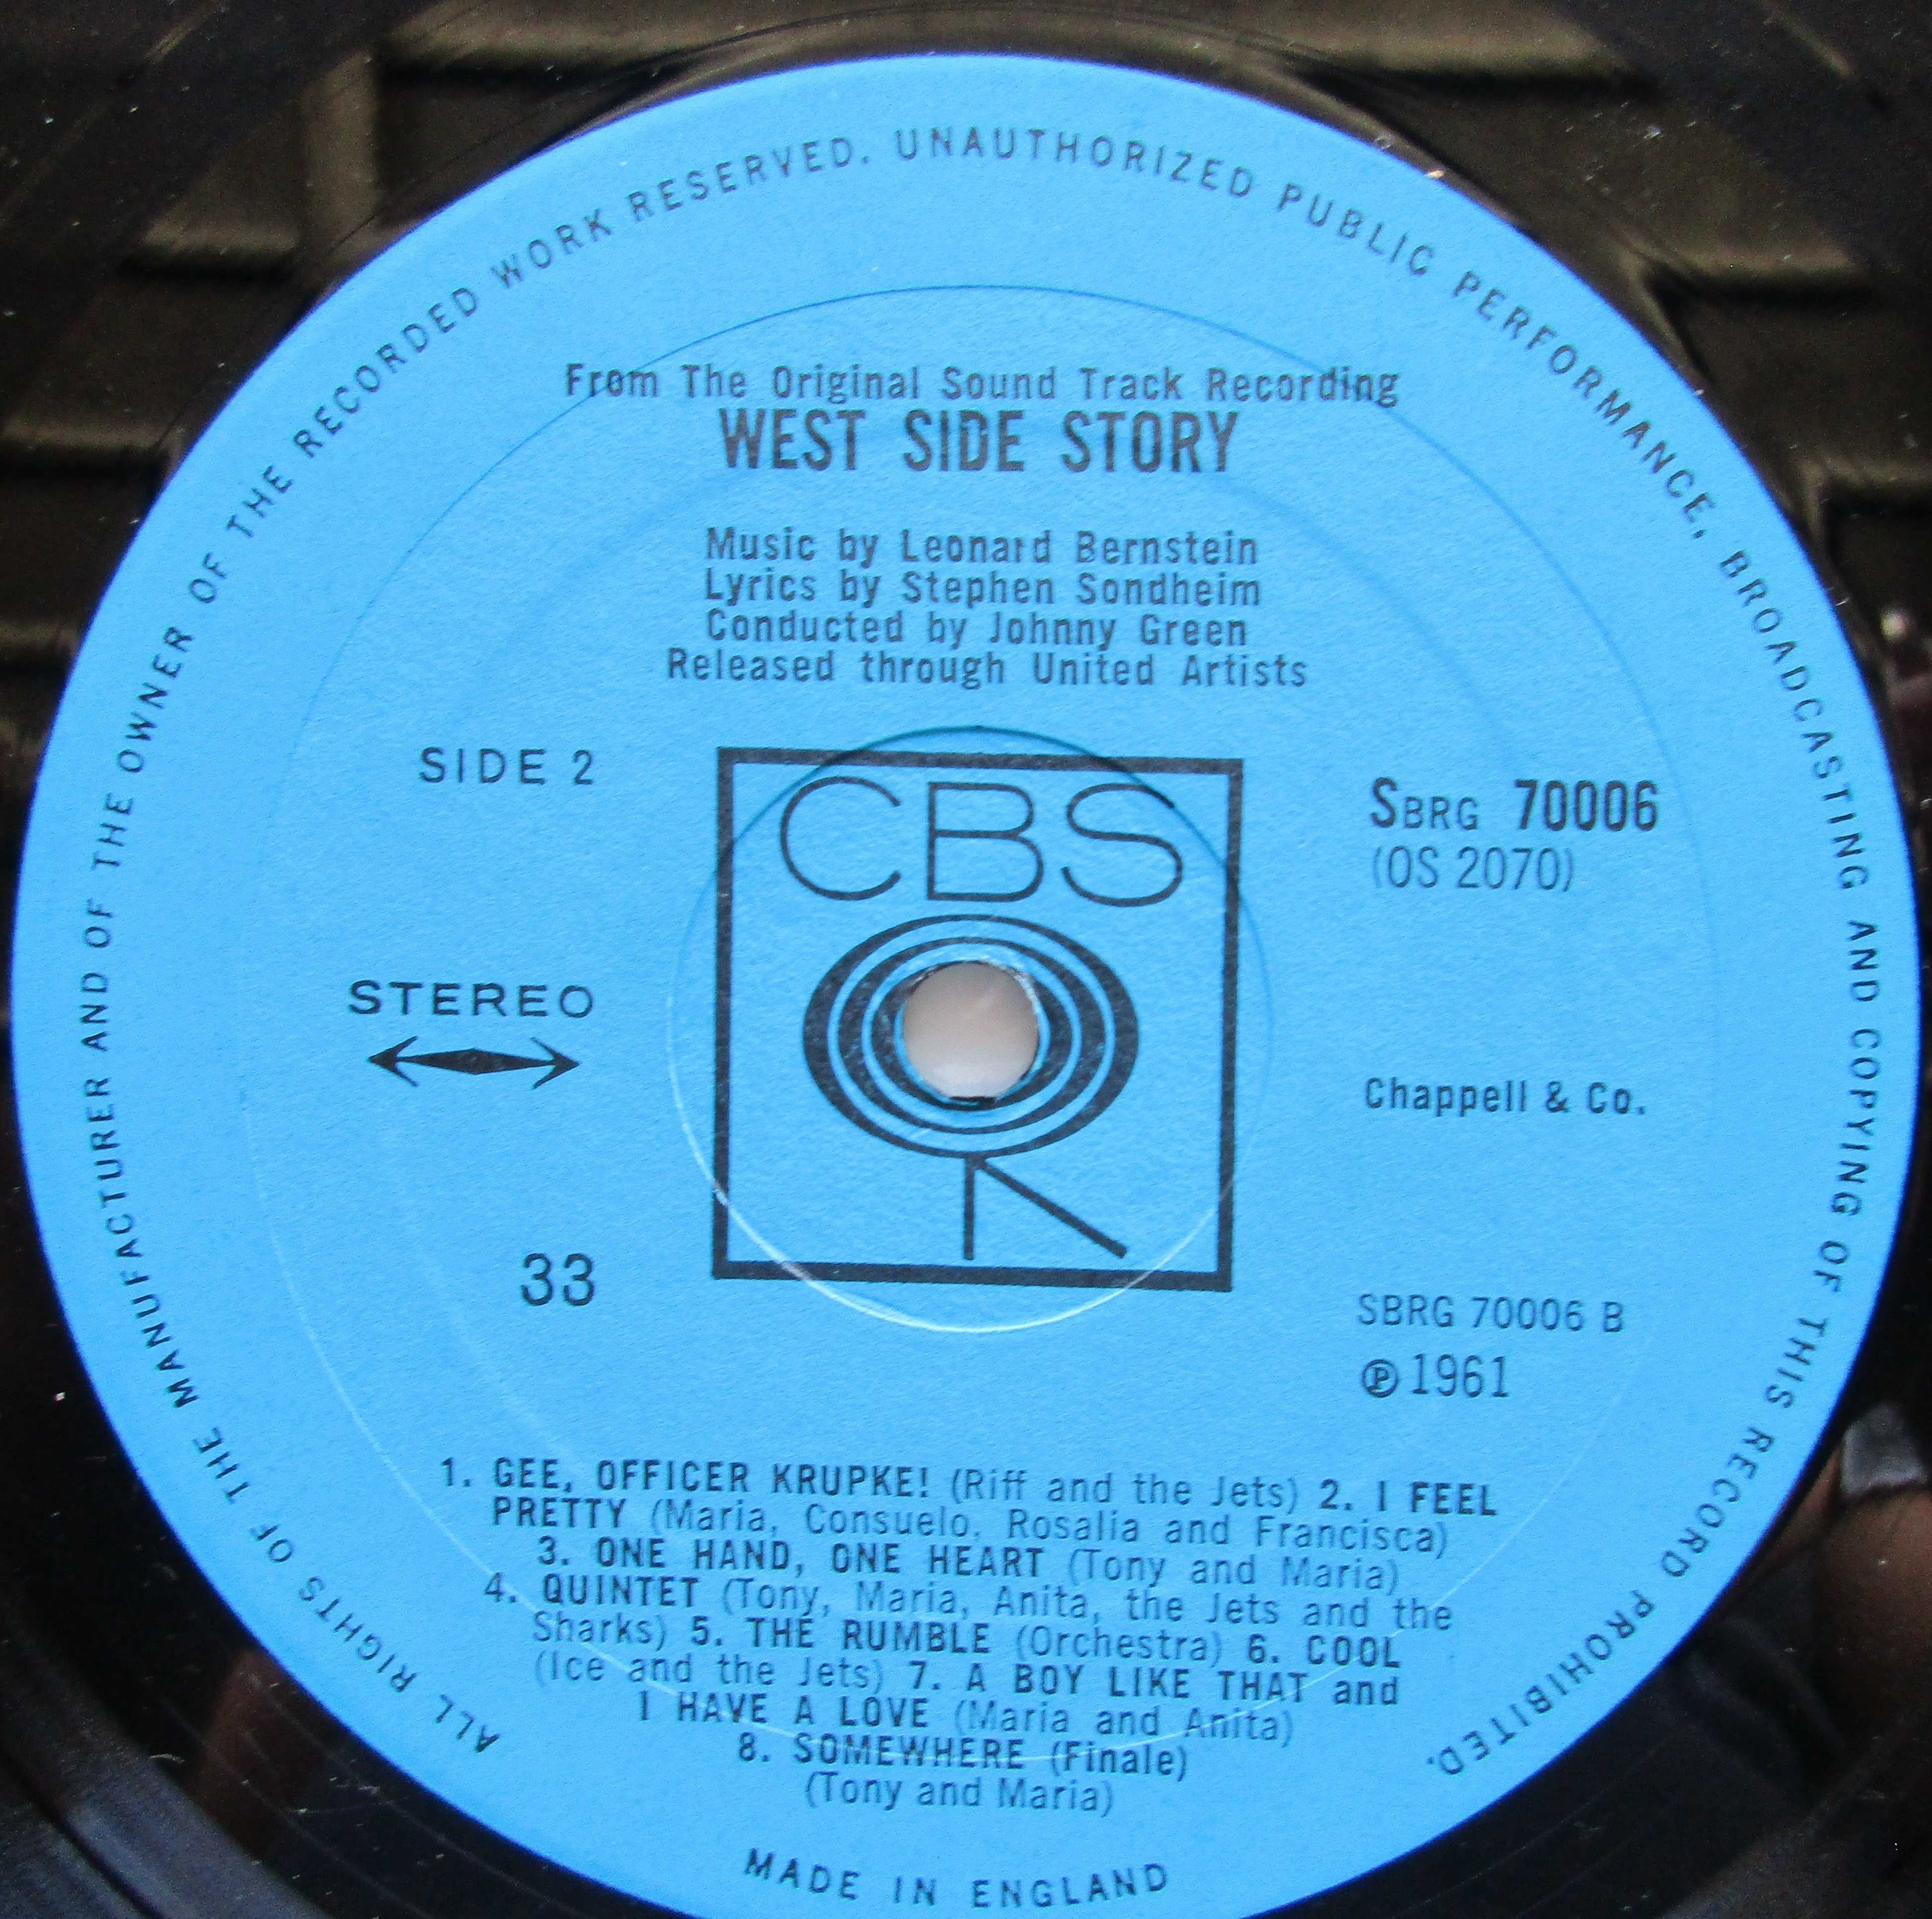 ALL RIGHTS OF THE MANUFACTURER AND OF THE OWNER OF THE RECORDED WORK RESERVED. UNAUTHORIZED PUBLIC PERFORMANCE, BROADCASTING AND COPYING OF THIS RECORD PROHIBITED.
From The Original Sound Track Recording
WEST SIDE STORY
Music by Leonard Bernstein
Lyrics by Stephen Sondheim
Conducted by Johnny Green
Released through United Artists
SIDE 2
CBS
SBRG 70006
(OS 2070)
STEREO
Chappell & Co.
33
SBRG 70006 B
℗ 1961
1. GEE, OFFICER KRUPKE! (Riff and the Jets) 2. I FEEL
PRETTY (Maria, Consuelo, Rosalia and Francisca)
3. ONE HAND, ONE HEART (Tony and Maria)
4. QUINTET (Tony, Maria, Anita, the Jets and the
Sharks) 5. THE RUMBLE (Orchestra) 6. COOL
(Ice and the Jets) 7. A BOY LIKE THAT and
I HAVE A LOVE (Maria and Anita)
8. SOMEWHERE (Finale)
(Tony and Maria)
MADE IN ENGLAND